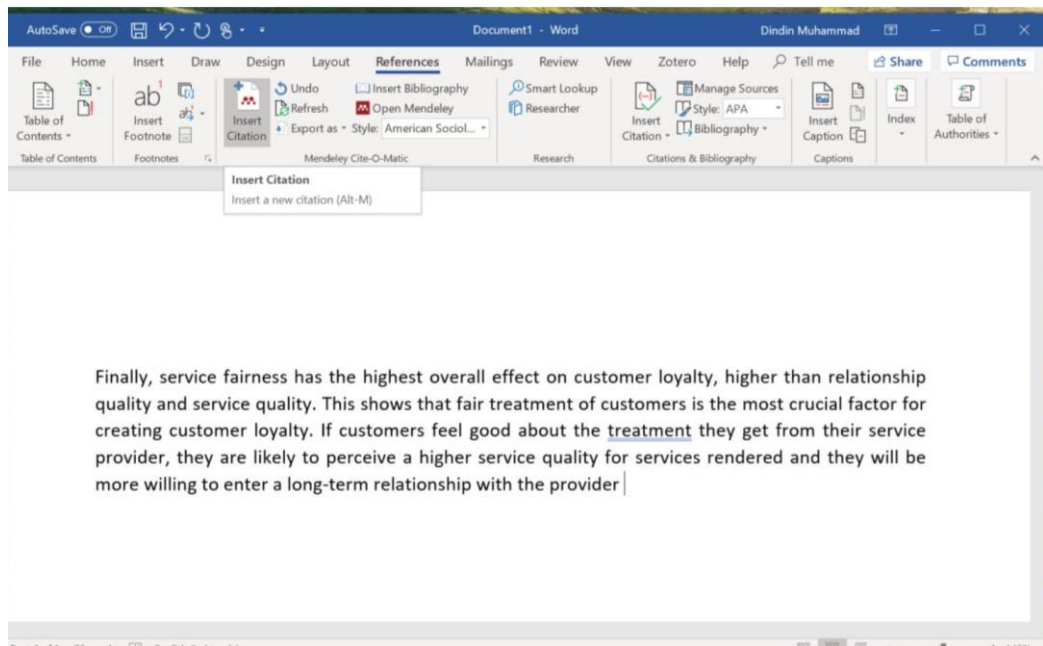 AutoSave Off Document1 - Word Dindin Muhammad
File Home Insert Draw Design Layout References Mailings Review View Zotero Help Tell me Share Comments
Table of Contents
Insert Footnote
Insert Citation
Undo
Refresh
Export as
Insert Bibliography
Open Mendeley
Style: American Sociol...
Smart Lookup
Researcher
Insert Citation
Manage Sources
Style: APA
Bibliography
Insert Caption
Index
Table of Authorities
Table of Contents Footnotes Mendeley Cite-O-Matic Research Citations & Bibliography Captions
Insert Citation
Insert a new citation (Alt-M)
Finally, service fairness has the highest overall effect on customer loyalty, higher than relationship
quality and service quality. This shows that fair treatment of customers is the most crucial factor for
creating customer loyalty. If customers feel good about the treatment they get from their service
provider, they are likely to perceive a higher service quality for services rendered and they will be
more willing to enter a long-term relationship with the provider